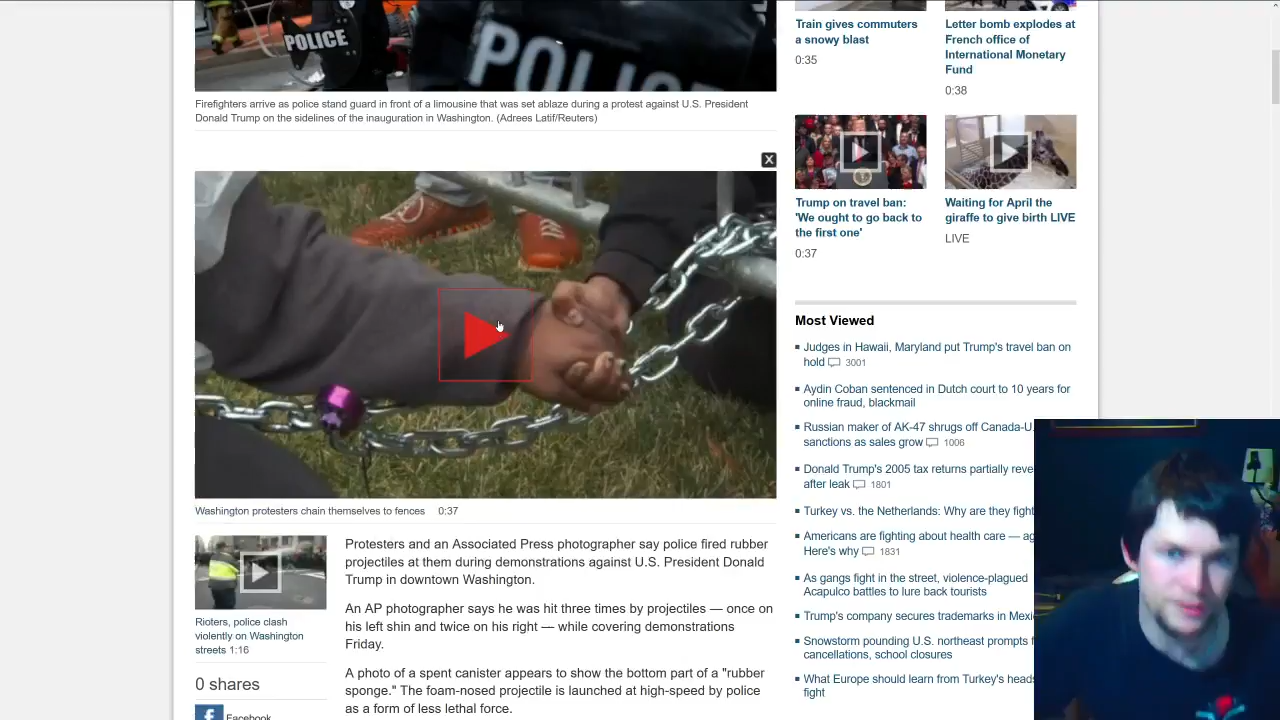 POLICE
POLIC
Firefighters arrive as police stand guard in front of a limousine that was set ablaze during a protest against U.S. President
Donald Trump on the sidelines of the inauguration in Washington. (Adrees Latif/Reuters)
X
Washington protesters chain themselves to fences 0:37
Rioters, police clash
violently on Washington
streets 1:16
0 shares
Facebook
Protesters and an Associated Press photographer say police fired rubber
projectiles at them during demonstrations against U.S. President Donald
Trump in downtown Washington.
An AP photographer says he was hit three times by projectiles — once on
his left shin and twice on his right — while covering demonstrations
Friday.
A photo of a spent canister appears to show the bottom part of a "rubber
sponge." The foam-nosed projectile is launched at high-speed by police
as a form of less lethal force.
Train gives commuters
a snowy blast
0:35
Letter bomb explodes at
French office of
International Monetary
Fund
0:38
Trump on travel ban:
'We ought to go back to
the first one'
0:37
Waiting for April the
giraffe to give birth LIVE
LIVE
Most Viewed
Judges in Hawaii, Maryland put Trump's travel ban on
hold 3001
Aydin Coban sentenced in Dutch court to 10 years for
online fraud, blackmail
Russian maker of AK-47 shrugs off Canada-U.
sanctions as sales grow 1006
Donald Trump's 2005 tax returns partially reve
after leak 1801
Turkey vs. the Netherlands: Why are they fight
Americans are fighting about health care — ag
Here's why 1831
As gangs fight in the street, violence-plagued
Acapulco battles to lure back tourists
Trump's company secures trademarks in Mexi
Snowstorm pounding U.S. northeast prompts f
cancellations, school closures
What Europe should learn from Turkey's heads
fight